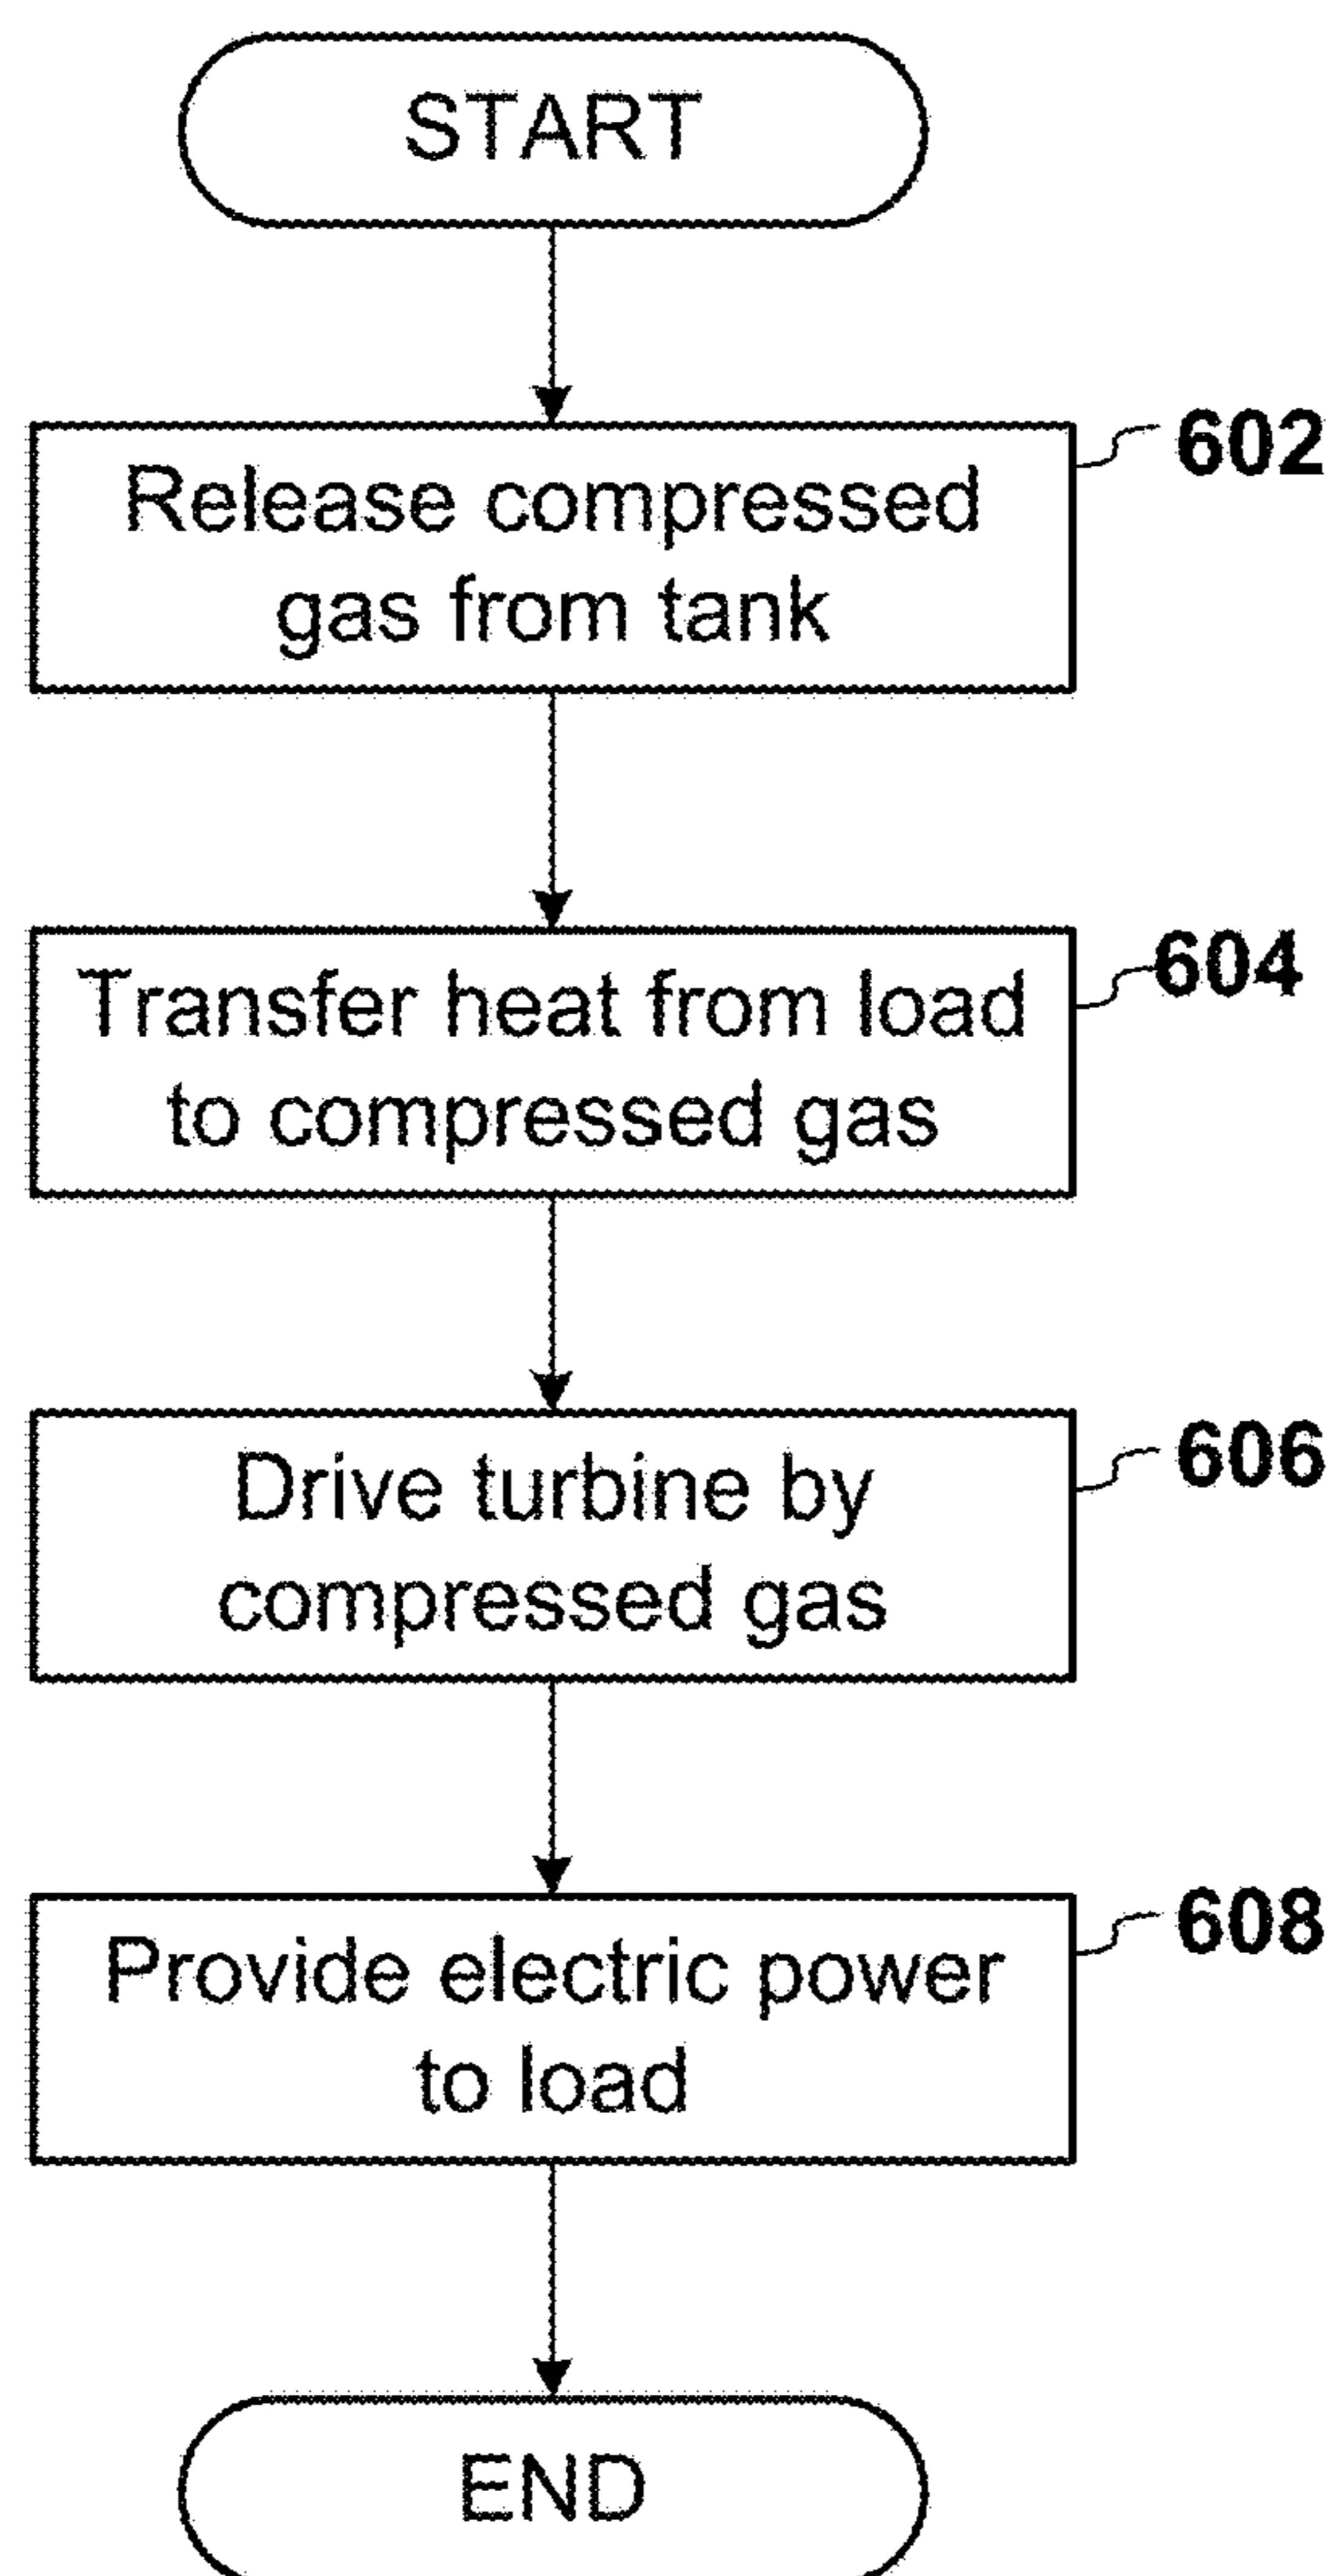 START
602
Release compressed
gas from tank
604
Transfer heat from load
to compressed gas
606
Drive turbine by
compressed gas
608
Provide electric power
to load
END